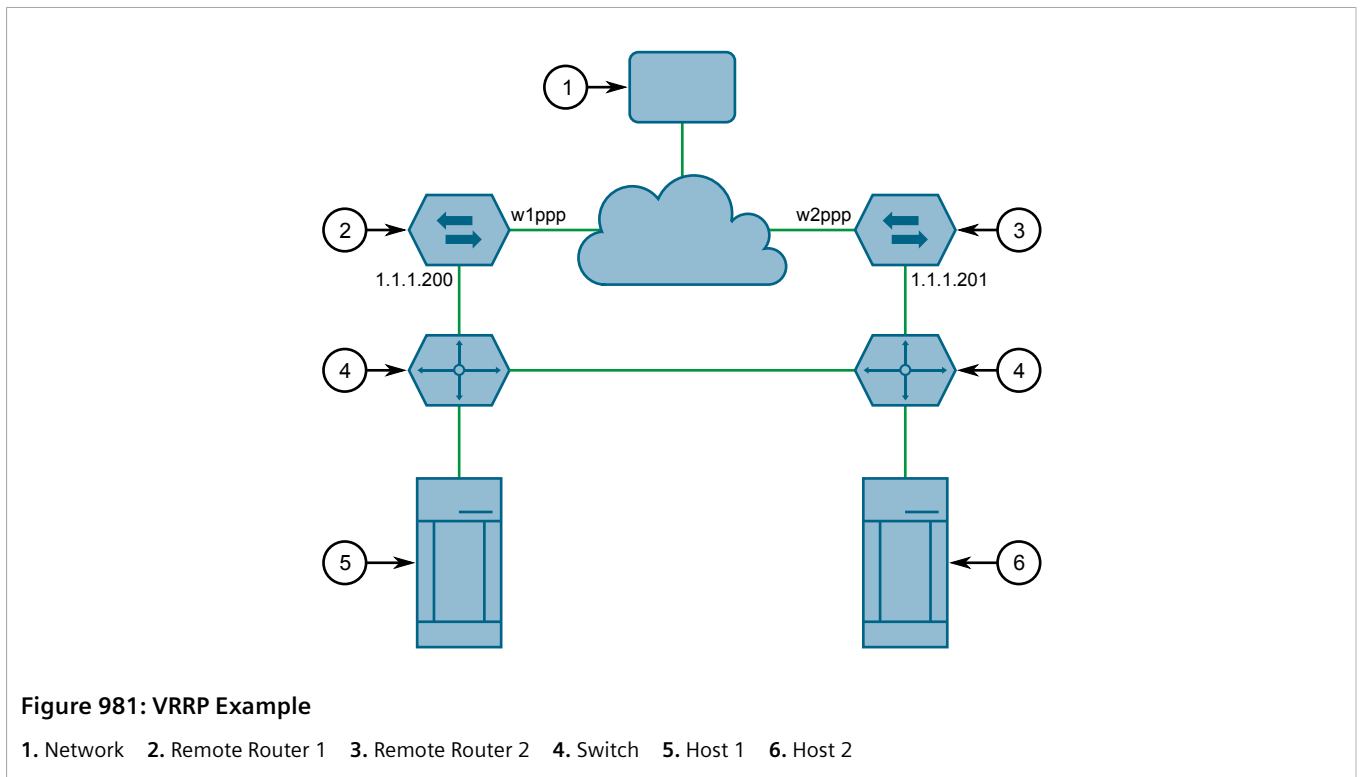 1
w1ppp
w2ppp
2
3
1.1.1.200
1.1.1.201
4
4
5
6
Figure 981: VRRP Example
1. Network 2. Remote Router 1 3. Remote Router 2 4. Switch 5. Host 1 6. Host 2